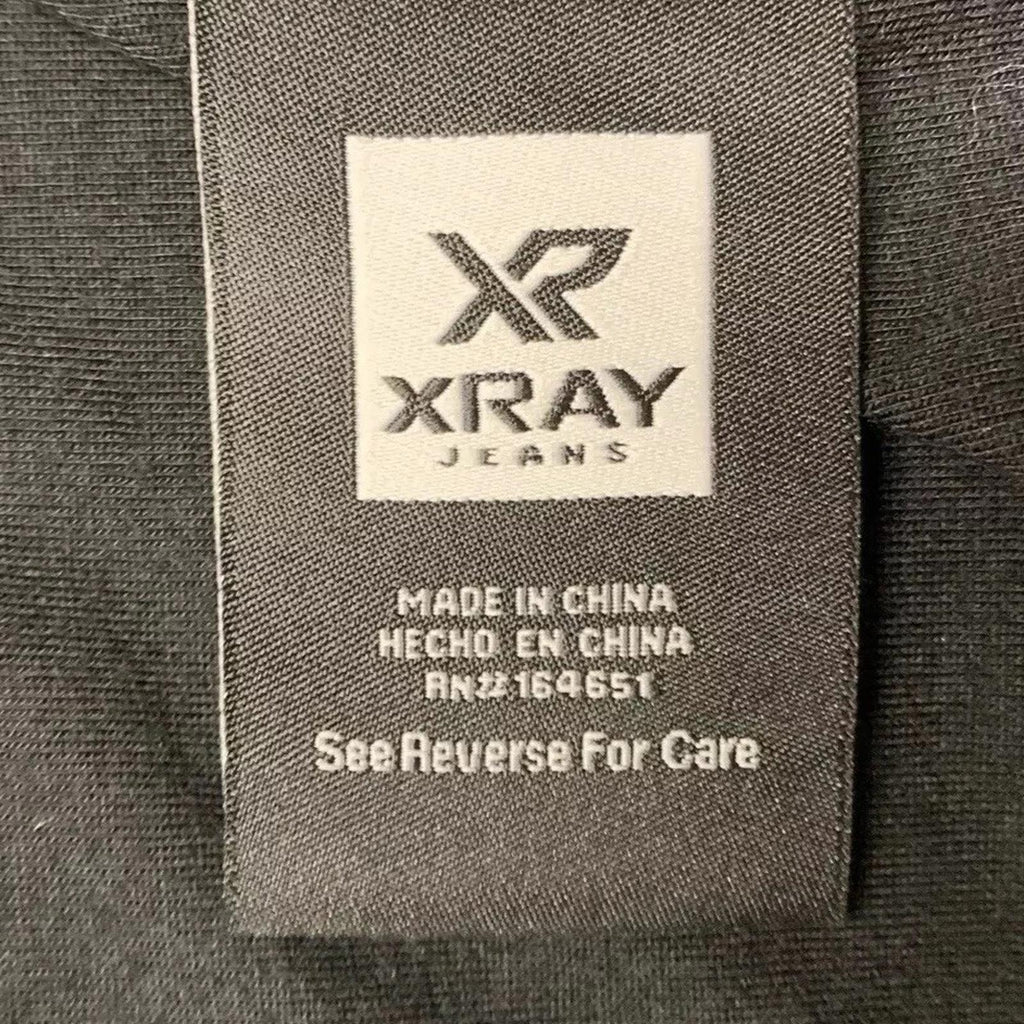 XR
XRAY
JEANS
MADE IN CHINA
HECHO EN CHINA
RN#164651
See Reverse For Care